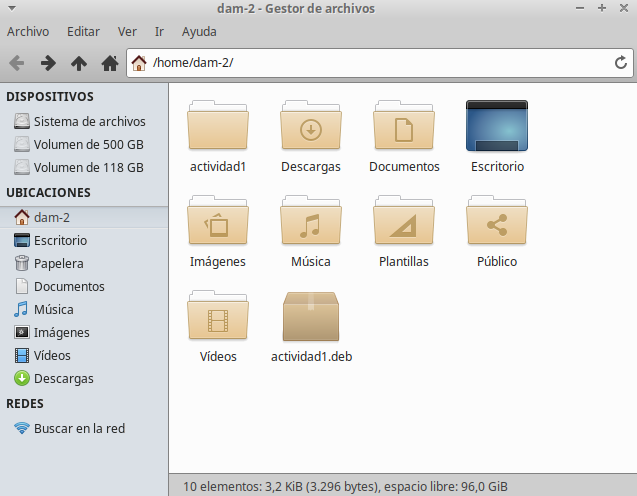 dam-2 - Gestor de archivos
Archivo Editar Ver Ir Ayuda
/home/dam-2/
DISPOSITIVOS
Sistema de archivos
Volumen de 500 GB
Volumen de 118 GB
UBICACIONES
dam-2
Escritorio
Papelera
Documentos
Música
Imágenes
Vídeos
Descargas
REDES
Buscar en la red
actividad1 Descargas Documentos Escritorio
Imágenes Música Plantillas Público
Vídeos actividad1.deb
10 elementos: 3,2 KiB (3.296 bytes), espacio libre: 96,0 GiB